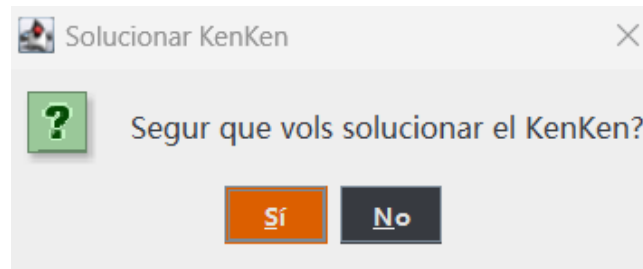 Solucionar KenKen
Segur que vols solucionar el KenKen?
Sí No